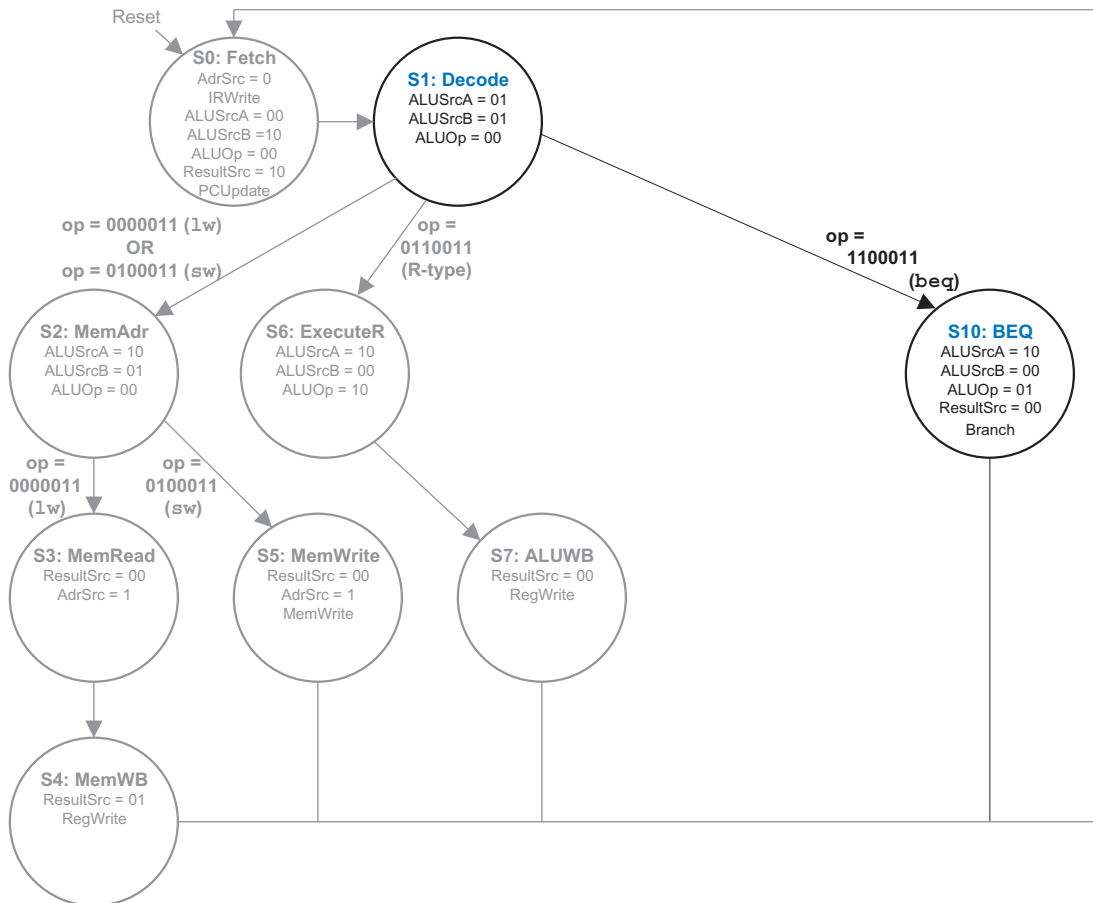 Reset
S0: Fetch
AdrSrc = 0
IRWrite
ALUSrcA = 00
ALUSrcB =10
ALUOp = 00
ResultSrc = 10
PCUpdate
S1: Decode
ALUSrcA = 01
ALUSrcB = 01
ALUOp = 00
op = 0000011 (lw)
OR
op = 0100011 (sw)
op =
0110011
(R-type)
op =
1100011
(beq)
S2: MemAdr
ALUSrcA = 10
ALUSrcB = 01
ALUOp = 00
S6: ExecuteR
ALUSrcA = 10
ALUSrcB = 00
ALUOp = 10
S10: BEQ
ALUSrcA = 10
ALUSrcB = 00
ALUOp = 01
ResultSrc = 00
Branch
op =
0000011
(lw)
op =
0100011
(sw)
S3: MemRead
ResultSrc = 00
AdrSrc = 1
S5: MemWrite
ResultSrc = 00
AdrSrc = 1
MemWrite
S7: ALUWB
ResultSrc = 00
RegWrite
S4: MemWB
ResultSrc = 01
RegWrite